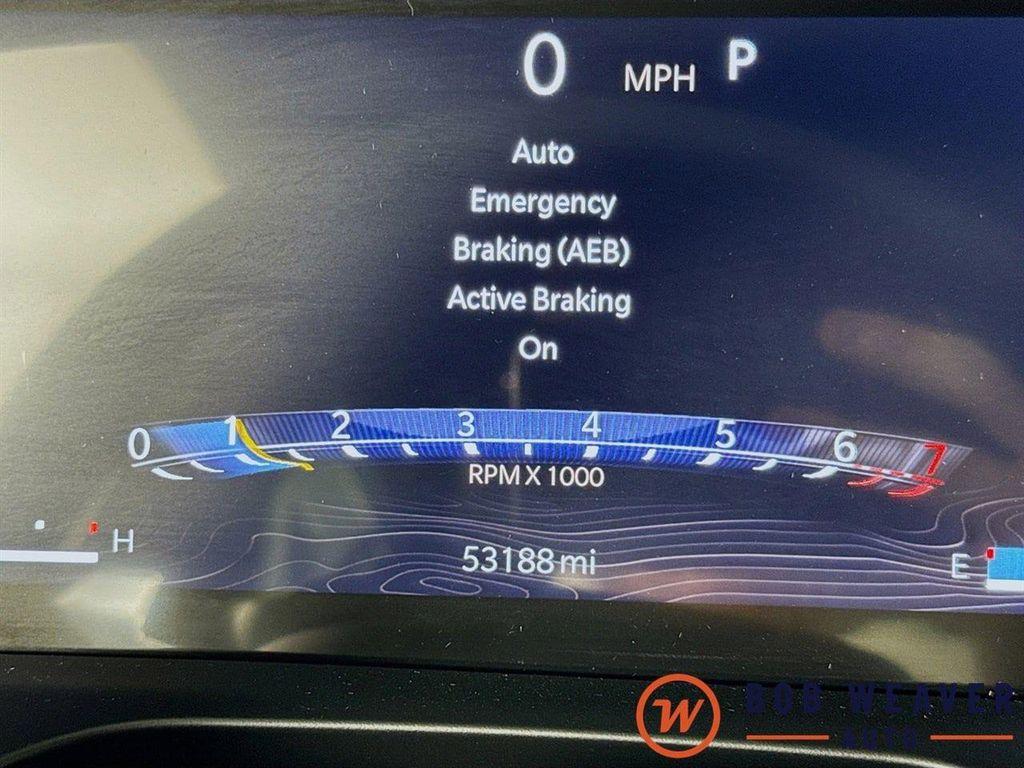 0 MPH P
Auto
Emergency
Braking (AEB)
Active Braking
On
0 1 2 3 4 5 6 7
RPM X 1000
H
53188 mi
E
W BOB WEAVER
AUTO